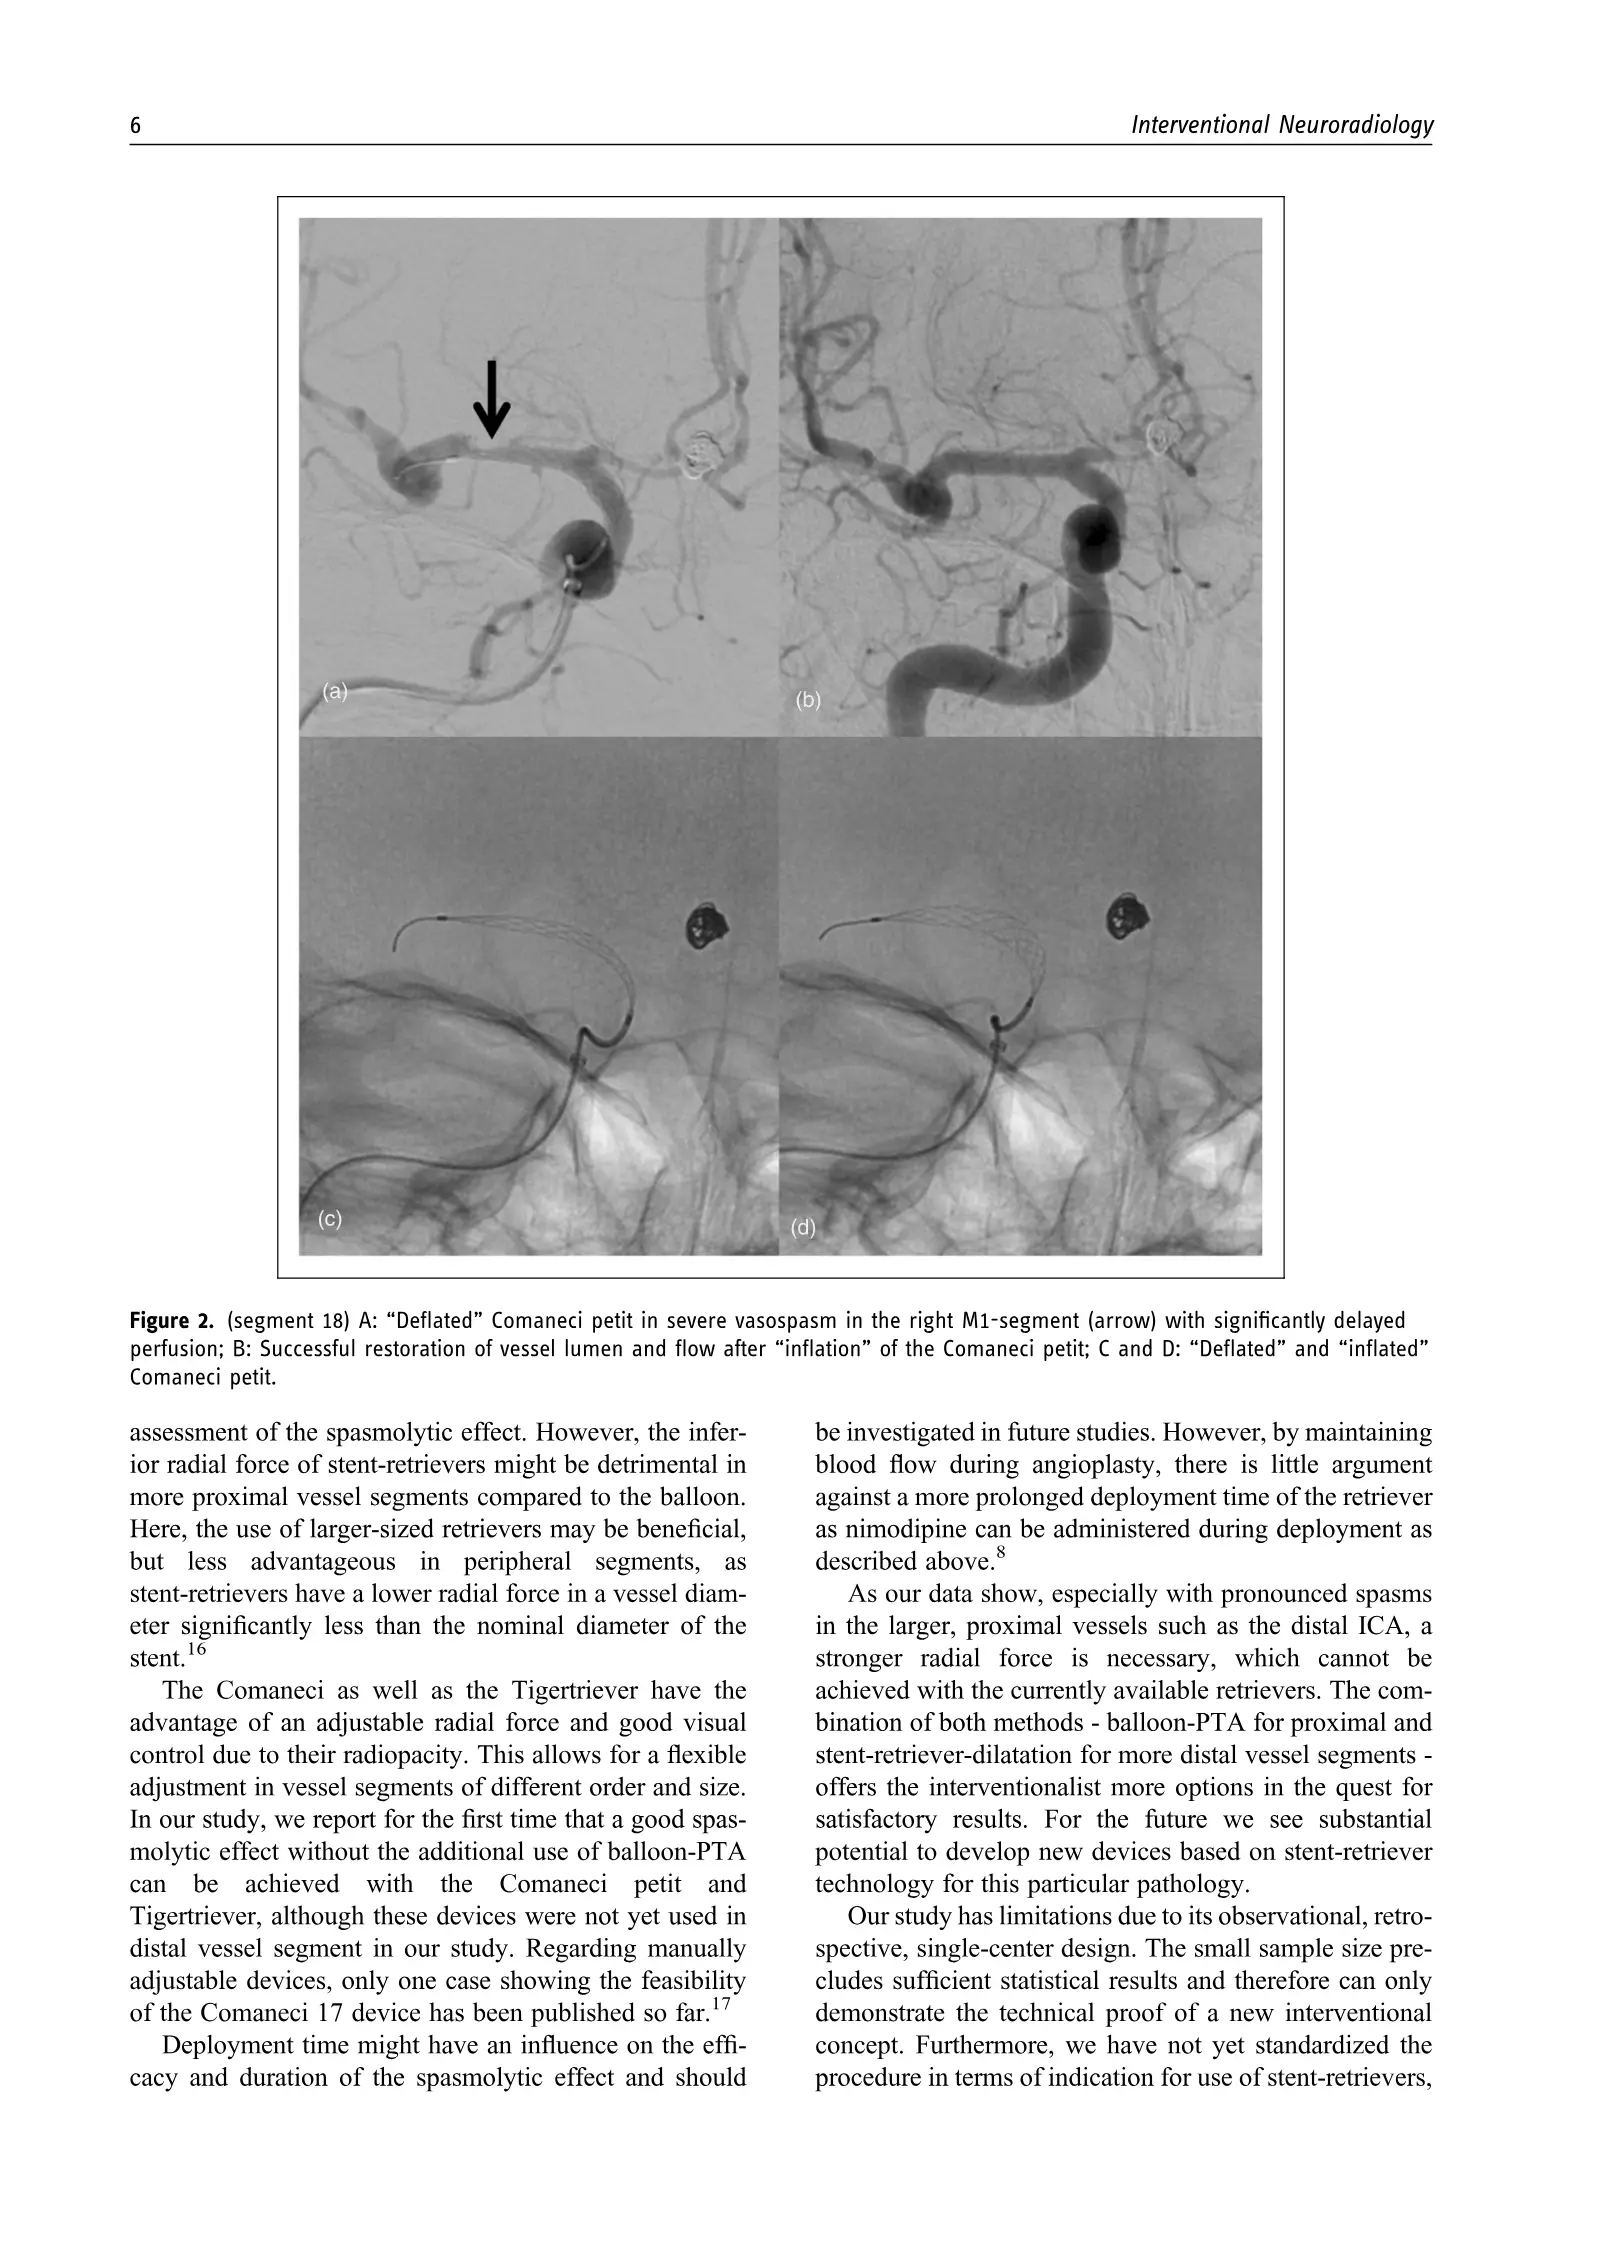 6
Interventional Neuroradiology
(a)
(b)
(c)
(d)
Figure 2. (segment 18) A: “Deflated” Comaneci petit in severe vasospasm in the right M1-segment (arrow) with significantly delayed
perfusion; B: Successful restoration of vessel lumen and flow after “inflation” of the Comaneci petit; C and D: “Deflated” and “inflated”
Comaneci petit.
assessment of the spasmolytic effect. However, the infer-
ior radial force of stent-retrievers might be detrimental in
more proximal vessel segments compared to the balloon.
Here, the use of larger-sized retrievers may be beneficial,
but less advantageous in peripheral segments, as
stent-retrievers have a lower radial force in a vessel diam-
eter significantly less than the nominal diameter of the
stent.16
The Comaneci as well as the Tigertriever have the
advantage of an adjustable radial force and good visual
control due to their radiopacity. This allows for a flexible
adjustment in vessel segments of different order and size.
In our study, we report for the first time that a good spas-
molytic effect without the additional use of balloon-PTA
can be achieved with the Comaneci petit and
Tigertriever, although these devices were not yet used in
distal vessel segment in our study. Regarding manually
adjustable devices, only one case showing the feasibility
of the Comaneci 17 device has been published so far.17
Deployment time might have an influence on the effi-
cacy and duration of the spasmolytic effect and should
be investigated in future studies. However, by maintaining
blood flow during angioplasty, there is little argument
against a more prolonged deployment time of the retriever
as nimodipine can be administered during deployment as
described above.8
As our data show, especially with pronounced spasms
in the larger, proximal vessels such as the distal ICA, a
stronger radial force is necessary, which cannot be
achieved with the currently available retrievers. The com-
bination of both methods - balloon-PTA for proximal and
stent-retriever-dilatation for more distal vessel segments -
offers the interventionalist more options in the quest for
satisfactory results. For the future we see substantial
potential to develop new devices based on stent-retriever
technology for this particular pathology.
Our study has limitations due to its observational, retro-
spective, single-center design. The small sample size pre-
cludes sufficient statistical results and therefore can only
demonstrate the technical proof of a new interventional
concept. Furthermore, we have not yet standardized the
procedure in terms of indication for use of stent-retrievers,